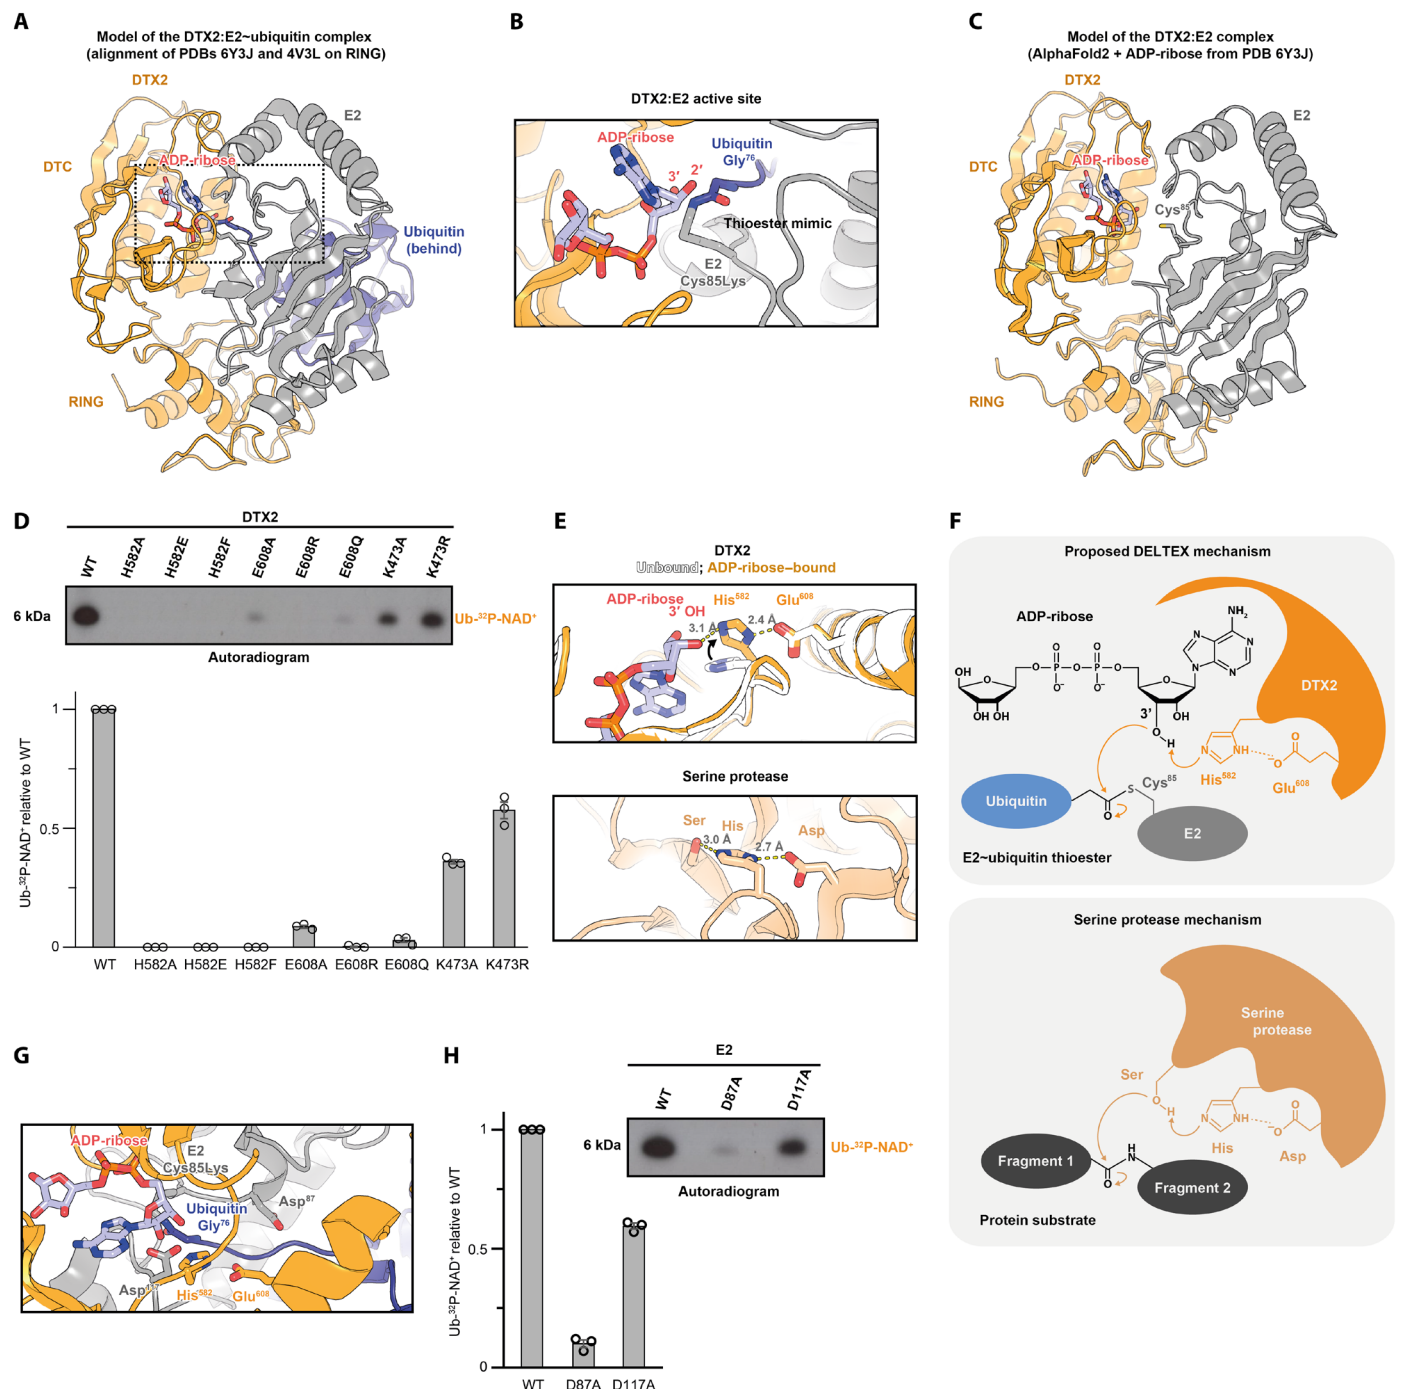 A
Model of the DTX2:E2~ubiquitin complex
(alignment of PDBs 6Y3J and 4V3L on RING)
DTX2
E2
DTC
ADP-ribose
Ubiquitin
(behind)
RING
B
DTX2:E2 active site
ADP-ribose
Ubiquitin
Gly⁷⁶
3′ 2′
Thioester mimic
E2
Cys85Lys
C
Model of the DTX2:E2 complex
(AlphaFold2 + ADP-ribose from PDB 6Y3J)
DTX2
E2
DTC
ADP-ribose
Cys⁸⁵
RING
D
DTX2
WT H582A H582E H582F E608A E608R E608Q K473A K473R
6 kDa
Ub-³²P-NAD⁺
Autoradiogram
Ub-³²P-NAD⁺ relative to WT
1
0.5
0
WT H582A H582E H582F E608A E608R E608Q K473A K473R
E
DTX2
Unbound; ADP-ribose–bound
ADP-ribose
3′ OH
His⁵⁸²
Glu⁶⁰⁸
3.1 Å
2.4 Å
Serine protease
Ser
His
Asp
3.0 Å
2.7 Å
F
Proposed DELTEX mechanism
ADP-ribose
NH₂
N
N
N
N
OH
O
O
P
O
P
O
O
O
O⁻
O⁻
OH OH
3′
OH
O
H
N
NH
O
⁻O
DTX2
His⁵⁸²
Glu⁶⁰⁸
Cys⁸⁵
S
O
Ubiquitin
E2
E2~ubiquitin thioester
Serine protease mechanism
Serine
protease
Ser
O
H
N
NH
O
⁻O
His
Asp
H
N
O
Fragment 1
Fragment 2
Protein substrate
G
ADP-ribose
E2
Cys85Lys
Asp⁸⁷
Ubiquitin
Gly⁷⁶
Asp¹¹⁷
His⁵⁸²
Glu⁶⁰⁸
H
E2
WT D87A D117A
6 kDa
Ub-³²P-NAD⁺
Autoradiogram
Ub-³²P-NAD⁺ relative to WT
1
0.5
0
WT D87A D117A